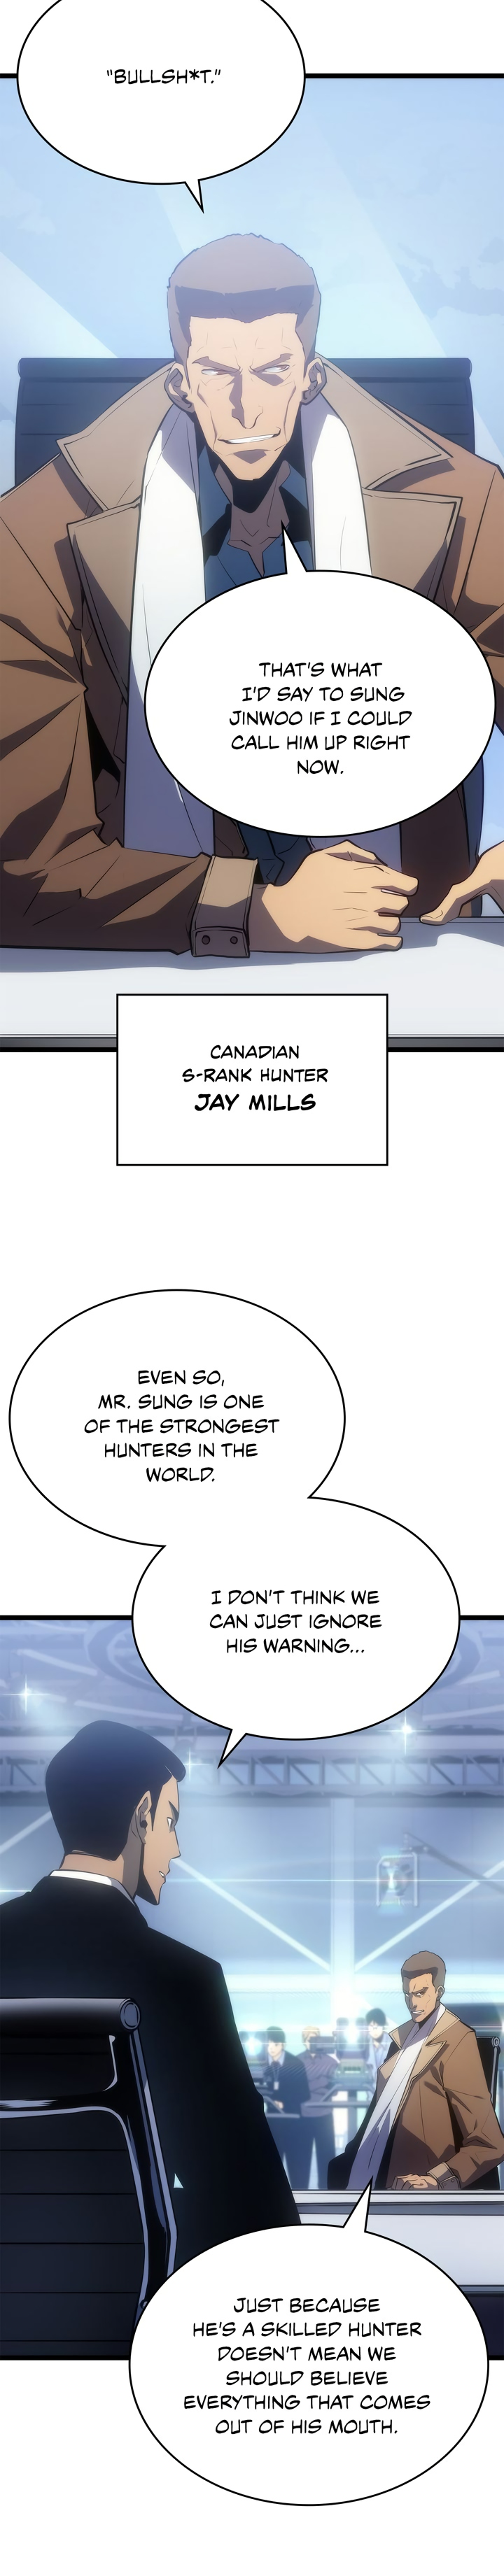 "BULLSH*T."
THAT'S WHAT
I'D SAY TO SUNG
JINWOO IF I COULD
CALL HIM UP RIGHT
NOW.
CANADIAN
S-RANK HUNTER
JAY MILLS
EVEN SO,
MR. SUNG IS ONE
OF THE STRONGEST
HUNTERS IN THE
WORLD.
I DON'T THINK WE
CAN JUST IGNORE
HIS WARNING...
JUST BECAUSE
HE'S A SKILLED HUNTER
DOESN'T MEAN WE
SHOULD BELIEVE
EVERYTHING THAT COMES
OUT OF HIS MOUTH.